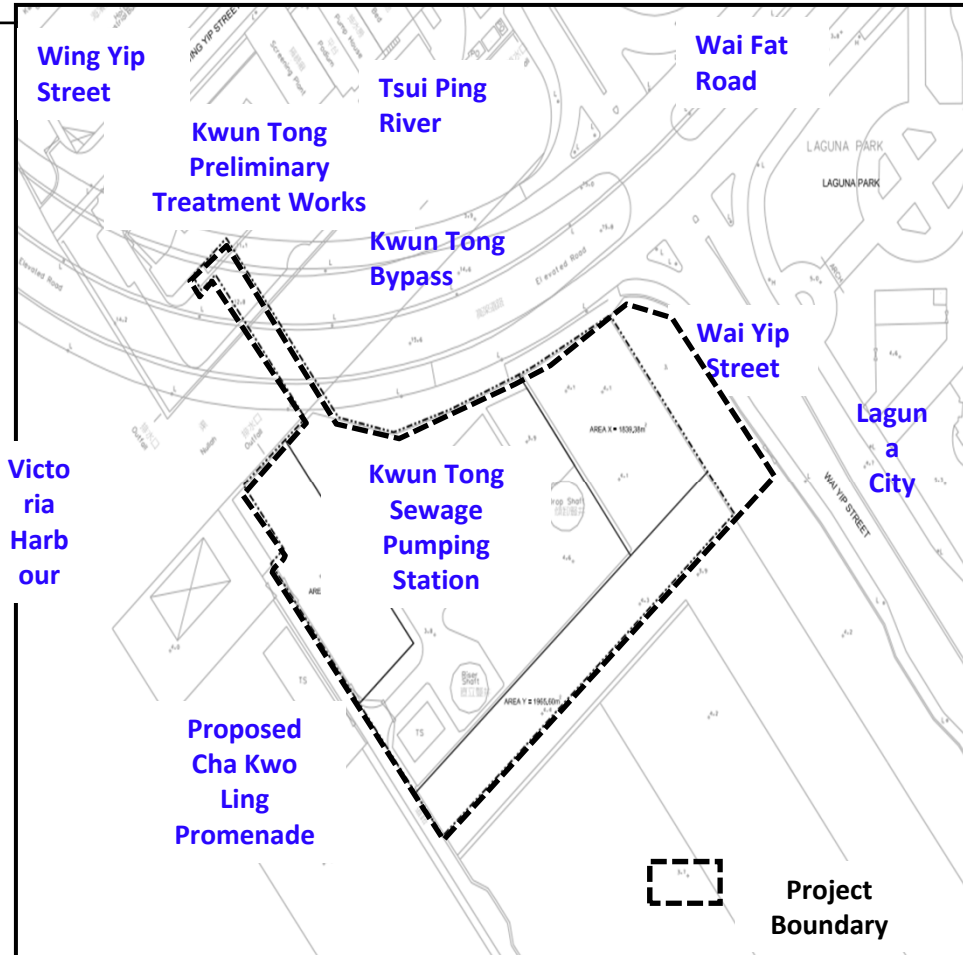 Wing Yip
Street
Tsui Ping
River
Wai Fat
Road
Kwun Tong
Preliminary
Treatment Works
LAGUNA PARK
LAGUNA PARK
Kwun Tong
Bypass
Elevated Road
Elevated Road
Wai Yip
Street
Lagun
a
City
AREA X = 1839.38m²
WAI YIP STREET
Outfall
Nullah
Outfall
Victo
ria
Harb
our
Kwun Tong
Sewage
Pumping
Station
Riser
Shaft
TS
TS
AREA Y = 1965.60m²
Proposed
Cha Kwo
Ling
Promenade
Project
Boundary